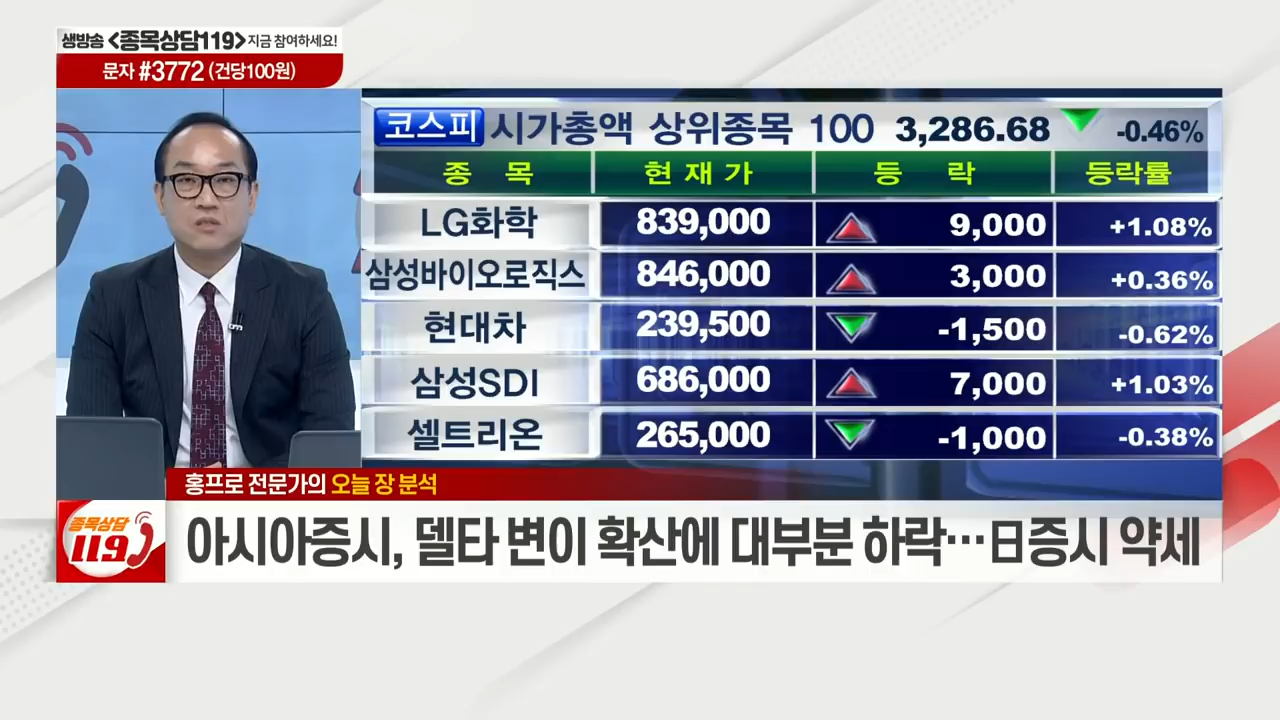 생방송 <종목상담119> 지금 참여하세요!
문자 #3772 (건당100원)
코스피 시가총액 상위종목 100 3,286.68 -0.46%
종 목 현재가 등 락 등락률
LG화학 839,000 9,000 +1.08%
삼성바이오로직스 846,000 3,000 +0.36%
현대차 239,500 -1,500 -0.62%
삼성SDI 686,000 7,000 +1.03%
셀트리온 265,000 -1,000 -0.38%
홍프로 전문가의 오늘 장 분석
종목상담
119
아시아증시, 델타 변이 확산에 대부분 하락…日증시 약세